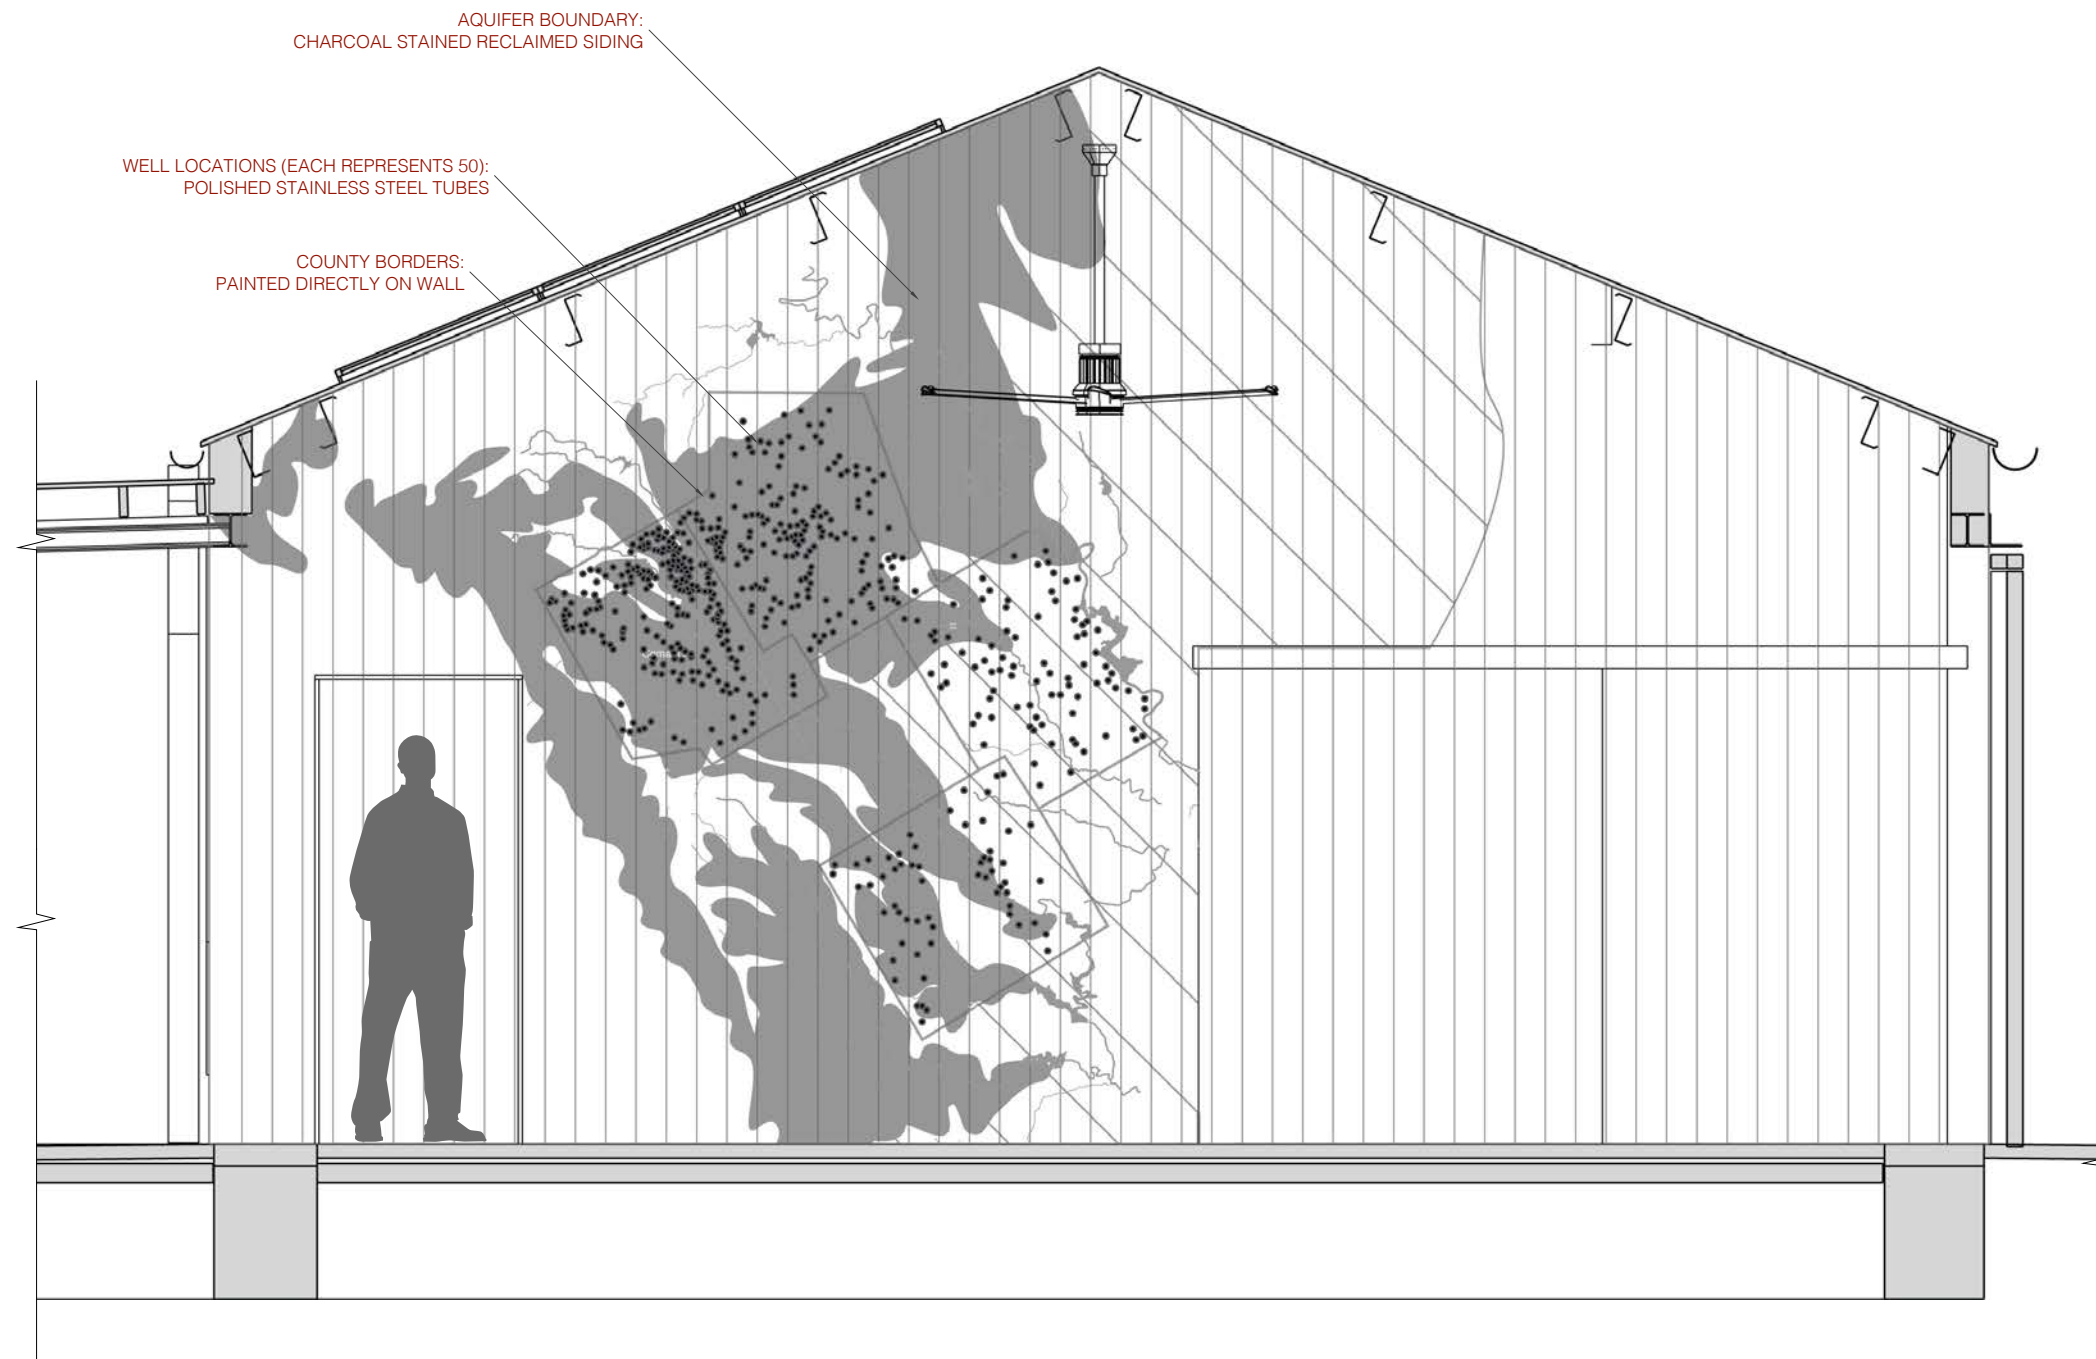 AQUIFER BOUNDARY:
CHARCOAL STAINED RECLAIMED SIDING
WELL LOCATIONS (EACH REPRESENTS 50):
POLISHED STAINLESS STEEL TUBES
COUNTY BORDERS:
PAINTED DIRECTLY ON WALL